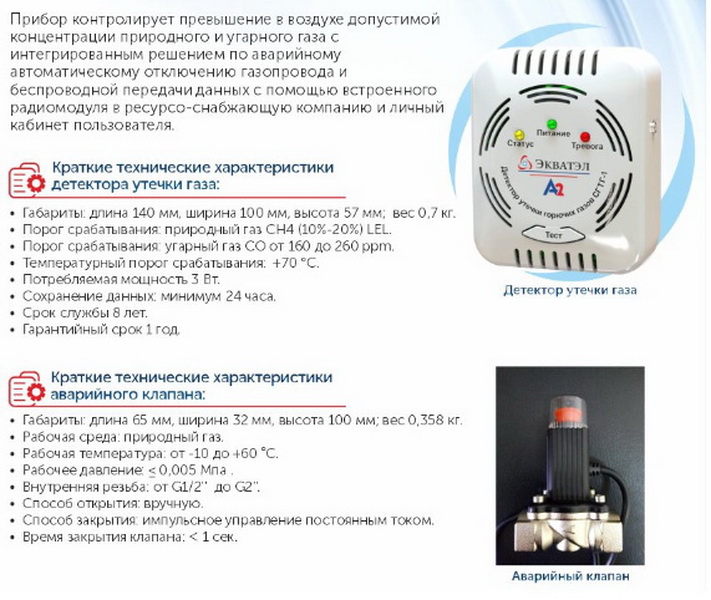 Прибор контролирует превышение в воздухе допустимой
концентрации природного и угарного газа с
интегрированным решением по аварийному
автоматическому отключению газопровода и
беспроводной передачи данных с помощью встроенного
радиомодуля в ресурсо-снабжающую компанию и личный
кабинет пользователя.
Краткие технические характеристики
детектора утечки газа:
• Габариты: длина 140 мм, ширина 100 мм, высота 57 мм; вес 0,7 кг.
• Порог срабатывания: природный газ CH4 (10%-20%) LEL.
• Порог срабатывания: угарный газ CO от 160 до 260 ppm.
• Температурный порог срабатывания: +70 °C.
• Потребляемая мощность 3 Вт.
• Сохранение данных: минимум 24 часа.
• Срок службы 8 лет.
• Гарантийный срок 1 год.
Статус
Питание
Тревога
ЭКВАТЭЛ
A2
Детектор утечки горючих газов СГТГ-1
Тест
Детектор утечки газа
Краткие технические характеристики
аварийного клапана:
• Габариты: длина 65 мм, ширина 32 мм, высота 100 мм; вес 0,358 кг.
• Рабочая среда: природный газ.
• Рабочая температура: от -10 до +60 °C.
• Рабочее давление: ≤ 0,005 Мпа .
• Внутренняя резьба: от G1/2'' до G2''.
• Способ открытия: вручную.
• Способ закрытия: импульсное управление постоянным током.
• Время закрытия клапана: < 1 сек.
Аварийный клапан